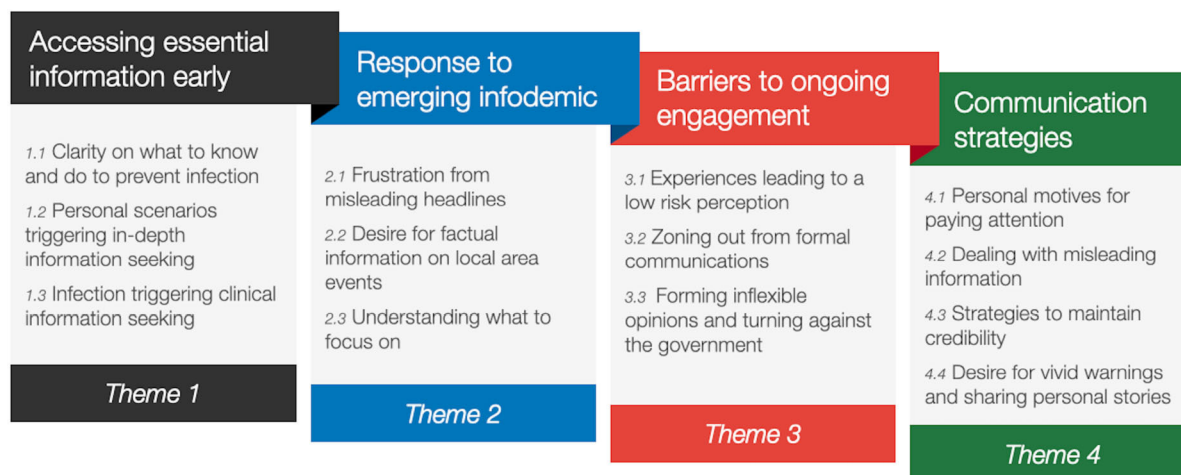 Accessing essential
information early
1.1 Clarity on what to know
and do to prevent infection
1.2 Personal scenarios
triggering in-depth
information seeking
1.3 Infection triggering clinical
information seeking
Theme 1
Response to
emerging infodemic
2.1 Frustration from
misleading headlines
2.2 Desire for factual
information on local area
events
2.3 Understanding what to
focus on
Theme 2
Barriers to ongoing
engagement
3.1 Experiences leading to a
low risk perception
3.2 Zoning out from formal
communications
3.3 Forming inflexible
opinions and turning against
the government
Theme 3
Communication
strategies
4.1 Personal motives for
paying attention
4.2 Dealing with misleading
information
4.3 Strategies to maintain
credibility
4.4 Desire for vivid warnings
and sharing personal stories
Theme 4